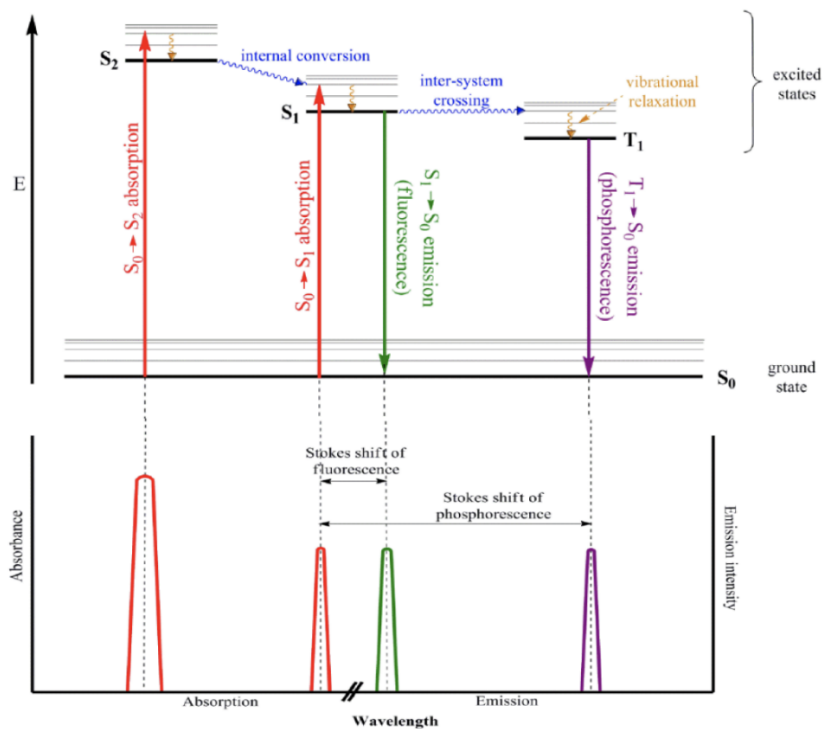 S2
internal conversion
S1
inter-system
crossing
vibrational
relaxation
T1
excited
states
E
S0→S2 absorption
S0→S1 absorption
S1→S0 emission
(fluorescence)
T1→S0 emission
(phosphorescence)
S0
ground
state
Stokes shift of
fluorescence
Stokes shift of
phosphorescence
Absorbance
Emission intensity
Absorption
Emission
Wavelength